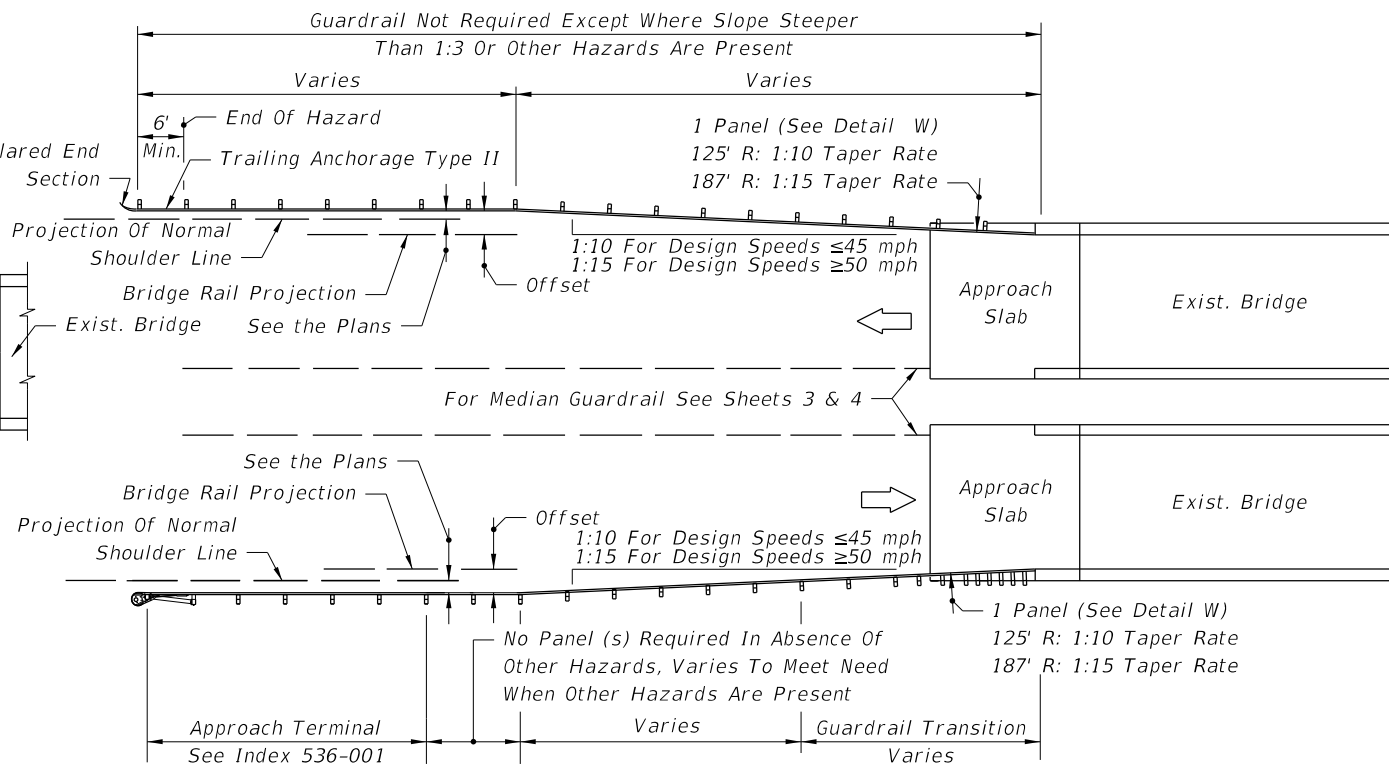 Guardrail Not Required Except Where Slope Steeper
Than 1:3 Or Other Hazards Are Present
Varies
Varies
6'
Min.
End Of Hazard
lared End
Section
Trailing Anchorage Type II
1 Panel (See Detail W)
125' R: 1:10 Taper Rate
187' R: 1:15 Taper Rate
Projection Of Normal
Shoulder Line
1:10 For Design Speeds ≤45 mph
1:15 For Design Speeds ≥50 mph
Bridge Rail Projection
Offset
Exist. Bridge
See the Plans
Approach
Slab
Exist. Bridge
For Median Guardrail See Sheets 3 & 4
See the Plans
Bridge Rail Projection
Projection Of Normal
Shoulder Line
Offset
1:10 For Design Speeds ≤45 mph
1:15 For Design Speeds ≥50 mph
Approach
Slab
Exist. Bridge
No Panel (s) Required In Absence Of
Other Hazards, Varies To Meet Need
When Other Hazards Are Present
1 Panel (See Detail W)
125' R: 1:10 Taper Rate
187' R: 1:15 Taper Rate
Approach Terminal
See Index 536-001
Varies
Guardrail Transition
Varies